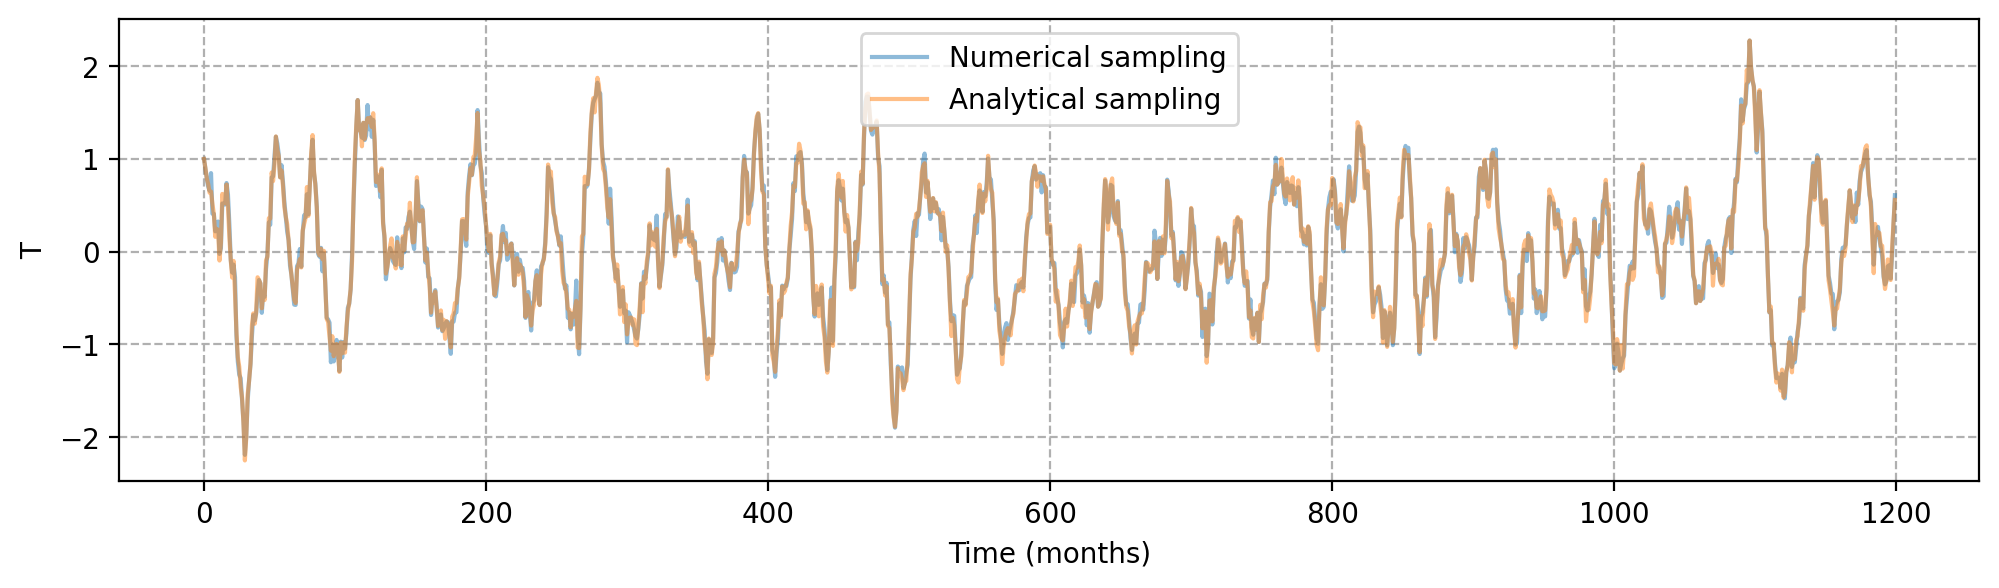 Numerical sampling
Analytical sampling
T
2
1
0
−1
−2
0 200 400 600 800 1000 1200
Time (months)